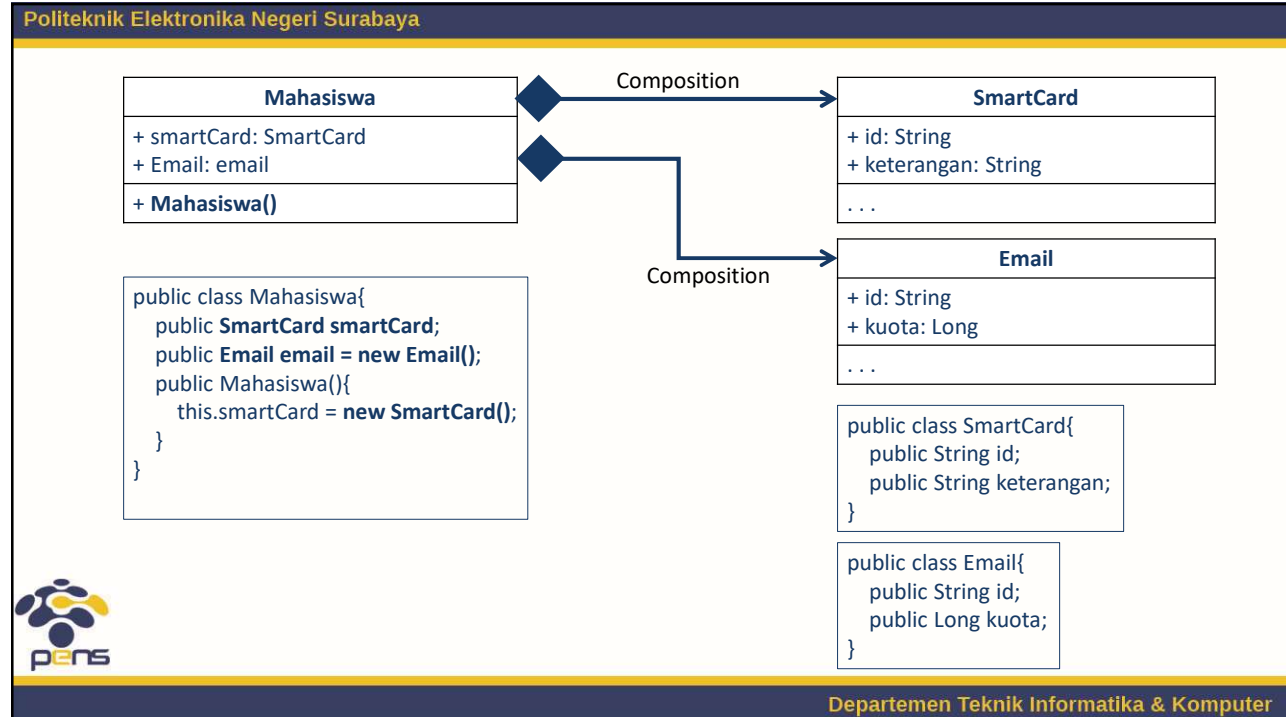 Politeknik Elektronika Negeri Surabaya
Mahasiswa
+ smartCard: SmartCard
+ Email: email
+ Mahasiswa()
Composition
SmartCard
+ id: String
+ keterangan: String
. . .
Composition
Email
+ id: String
+ kuota: Long
. . .
public class Mahasiswa{
public SmartCard smartCard;
public Email email = new Email();
public Mahasiswa(){
this.smartCard = new SmartCard();
}
}
public class SmartCard{
public String id;
public String keterangan;
}
public class Email{
public String id;
public Long kuota;
}
pens
Departemen Teknik Informatika & Komputer